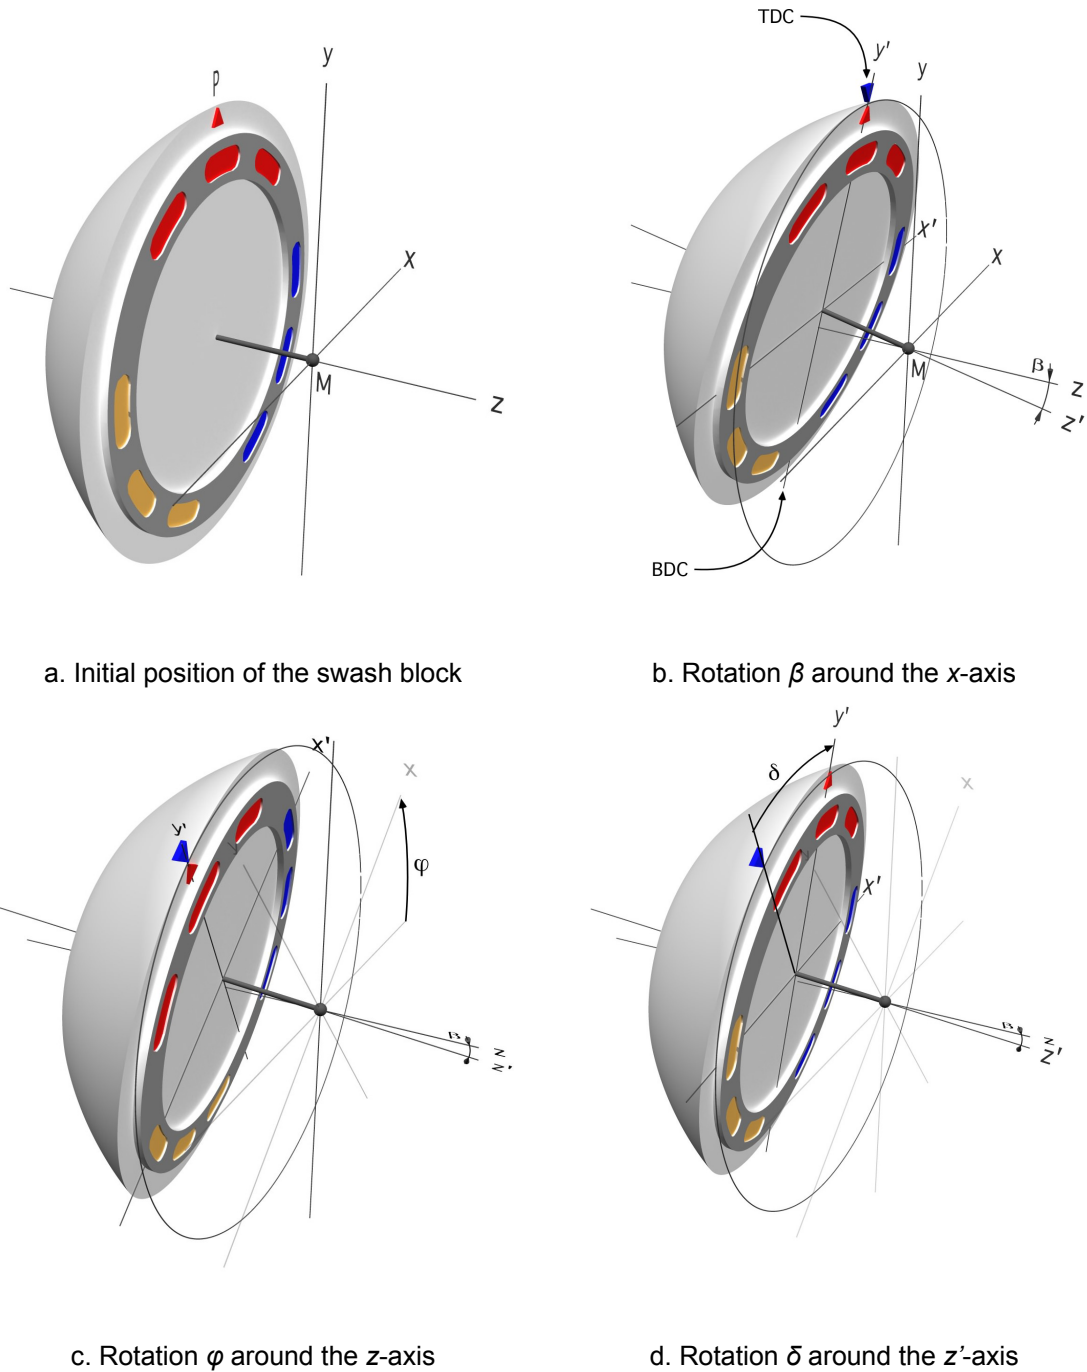 TDC
y'
y
y
P
x'
x
x
β
M
M
z
z
z'
BDC
a. Initial position of the swash block
b. Rotation β around the x-axis
y'
x'
x
δ
x
y'
φ
x'
β
z
z'
β
z
z'
c. Rotation φ around the z-axis
d. Rotation δ around the z'-axis